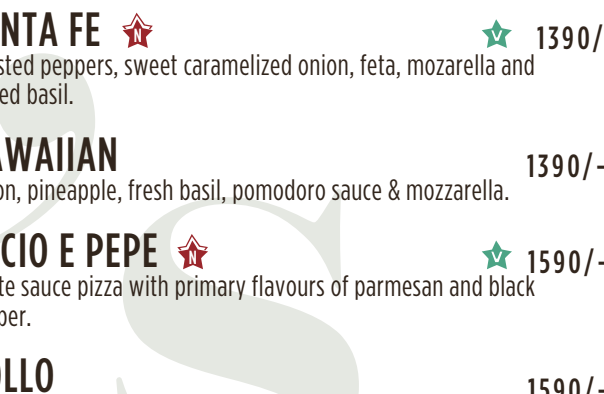 NTA FE N V 1390/
sted peppers, sweet caramelized onion, feta, mozarella and
ed basil.
AWAIIAN 1390/-
on, pineapple, fresh basil, pomodoro sauce & mozzarella.
CIO E PEPE N V 1590/-
te sauce pizza with primary flavours of parmesan and black
per.
OLLO 1590/-